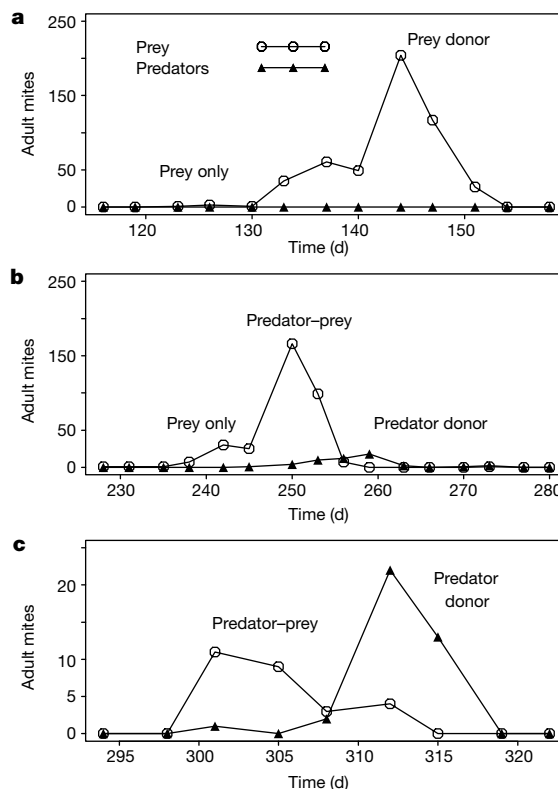 a
250
150
50
0
Adult mites
Prey
Predators
Prey donor
Prey only
120
130
140
150
Time (d)
b
250
150
50
0
Adult mites
Predator–prey
Prey only
Predator donor
230
240
250
260
270
280
Time (d)
c
20
10
5
0
Adult mites
Predator–prey
Predator
donor
295
300
305
310
315
320
Time (d)